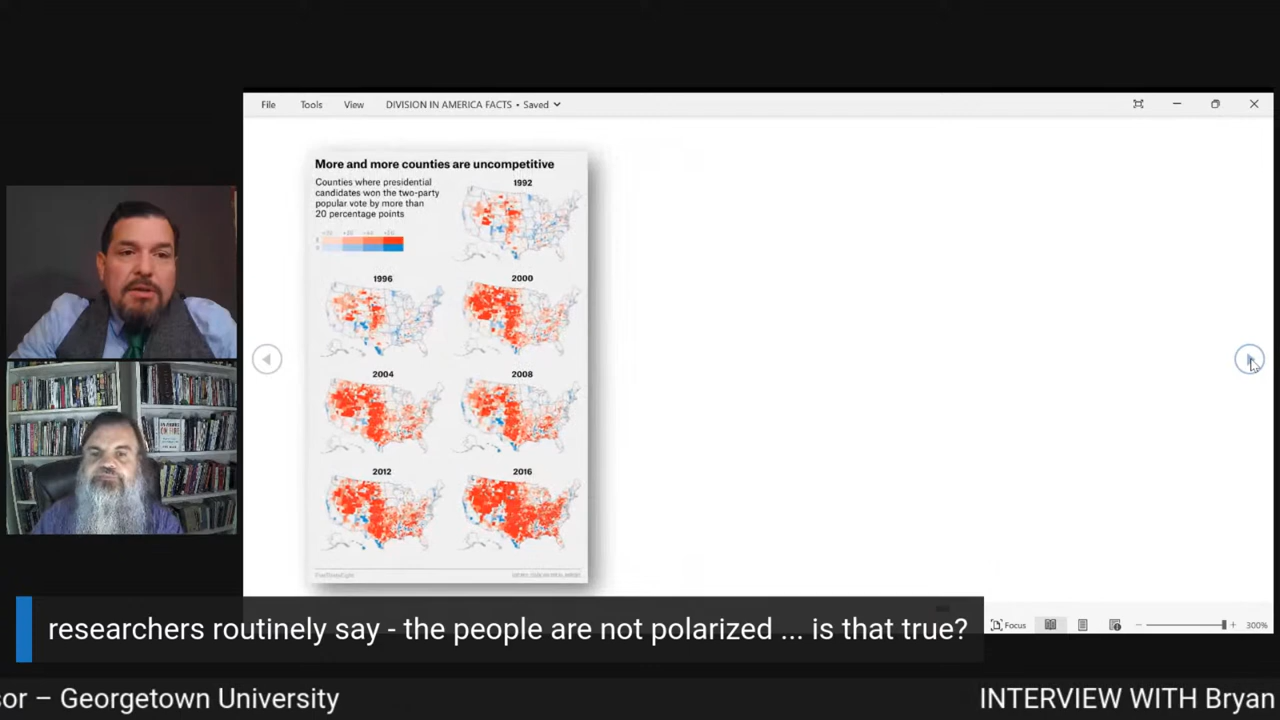 File Tools View DIVISION IN AMERICA FACTS • Saved
More and more counties are uncompetitive
Counties where presidential
candidates won the two-party
popular vote by more than
20 percentage points
1992
1996
2000
2004
2008
2012
2016
FiveThirtyEight
researchers routinely say - the people are not polarized ... is that true?
Focus
300%
sor – Georgetown University
INTERVIEW WITH Bryan